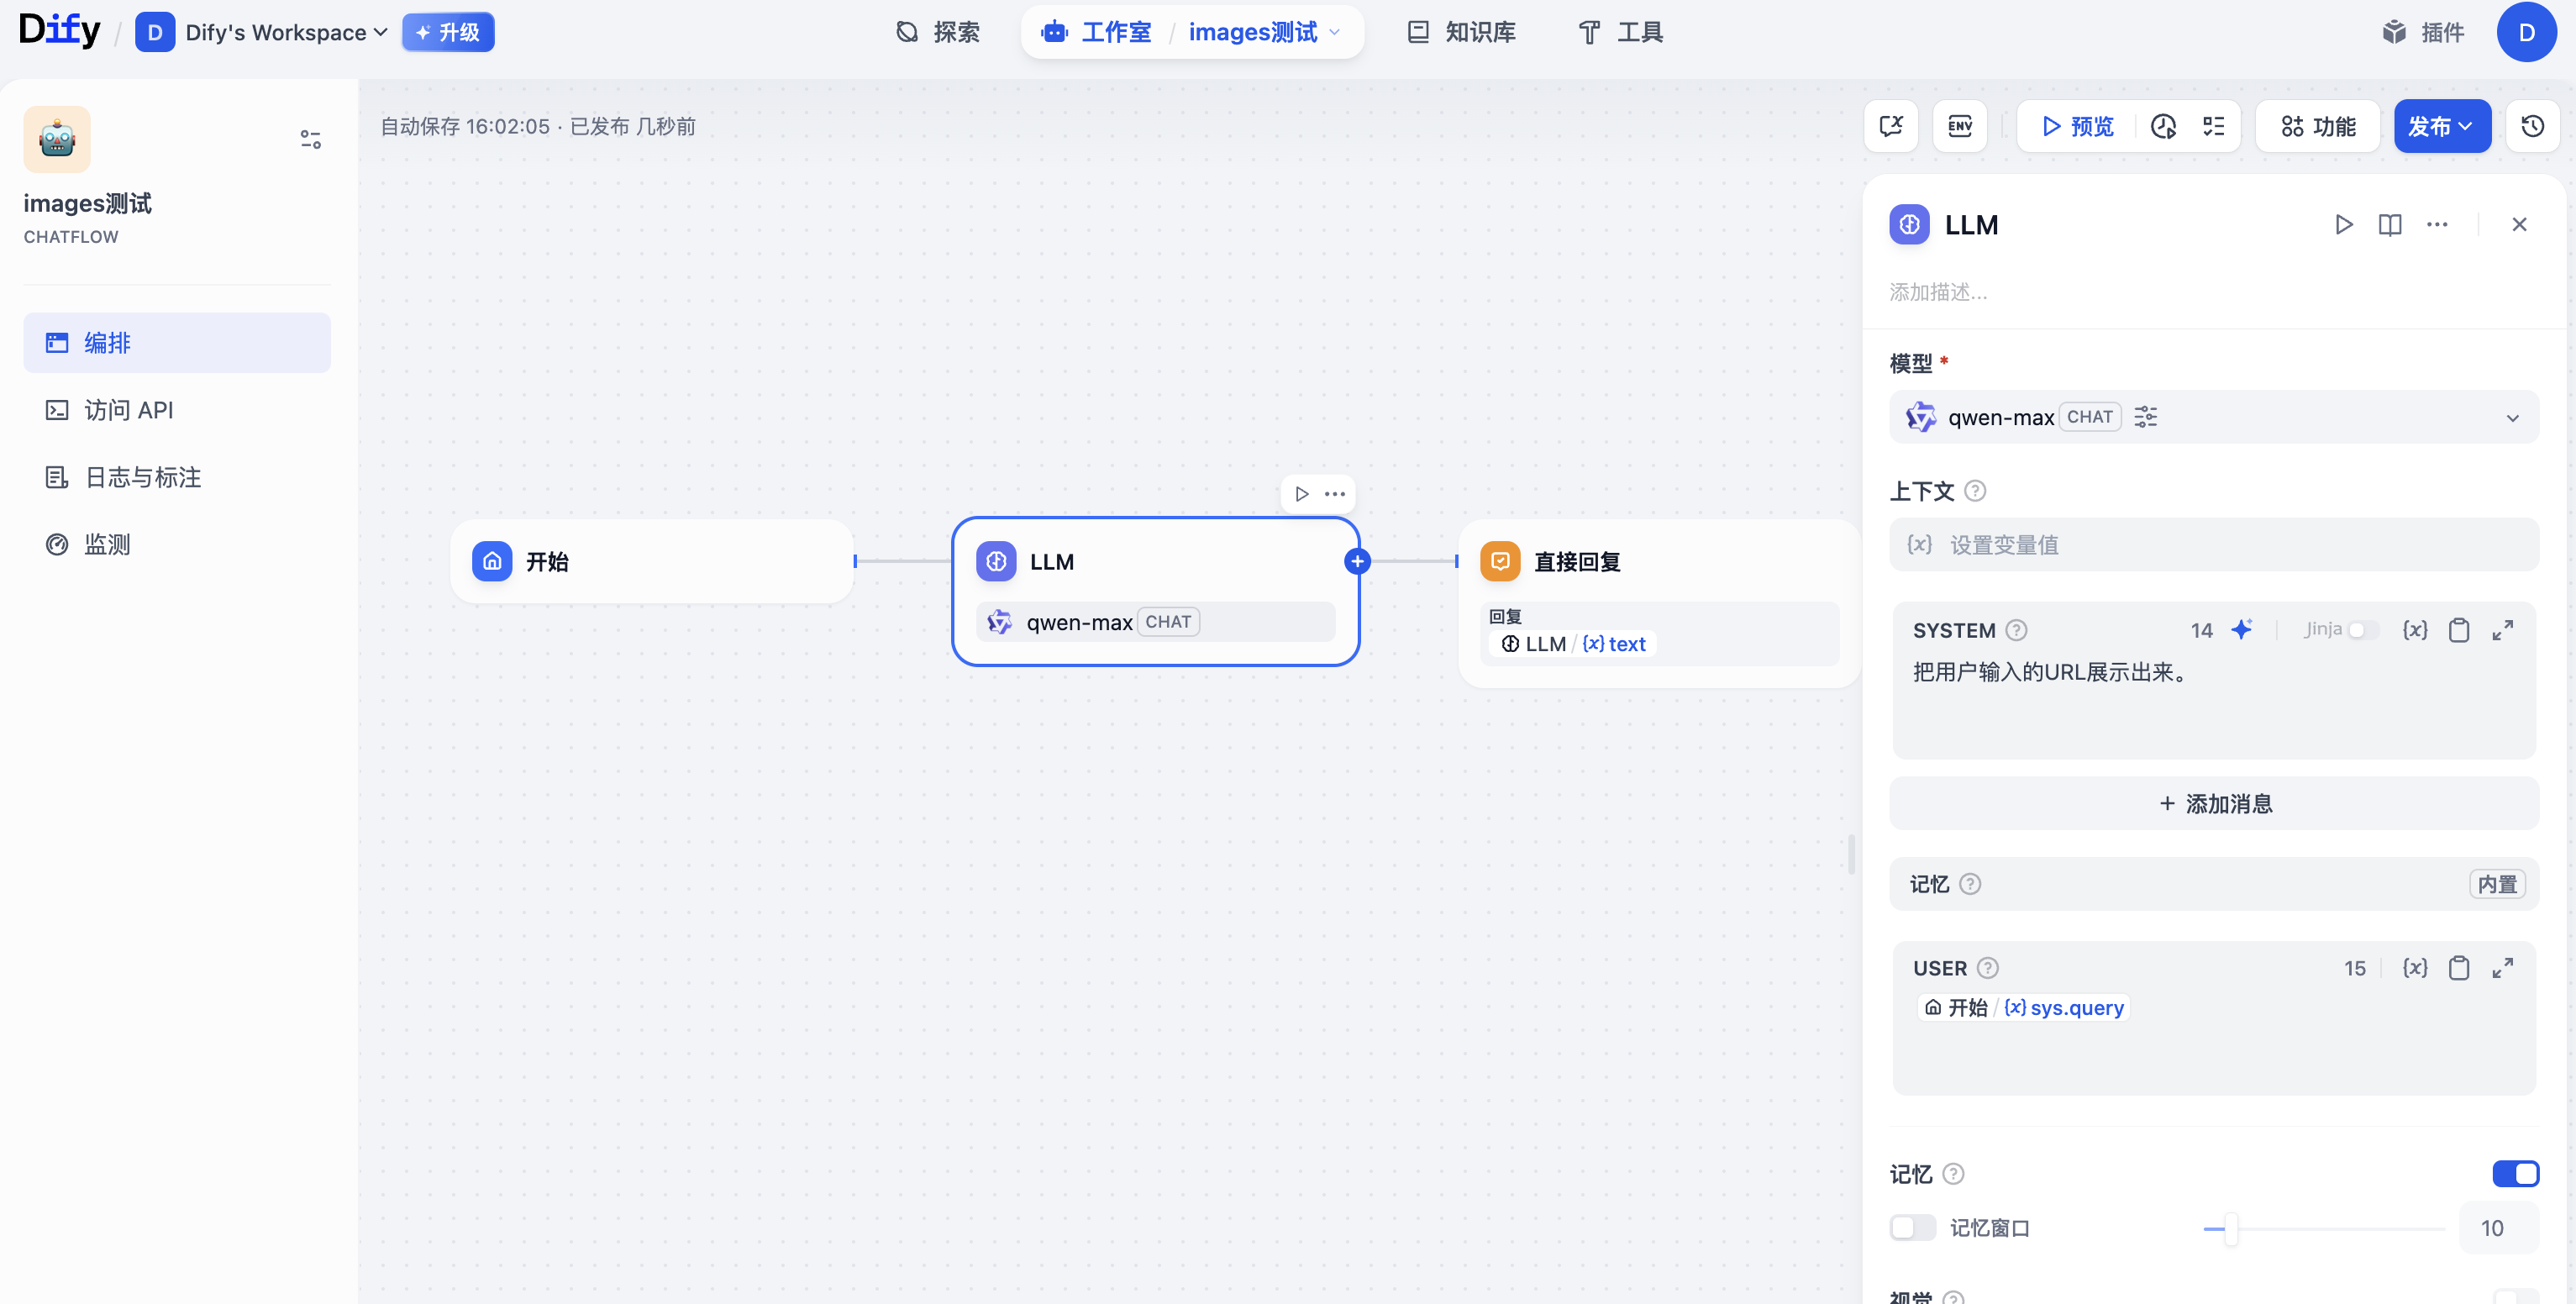 Dify / D Dify's Workspace 升级 探索 工作室 / images测试 知识库 工具 插件 D
images测试
CHATFLOW
编排
访问 API
日志与标注
监测
自动保存 16:02:05 · 已发布 几秒前
ENV 预览 功能 发布
开始
LLM
qwen-max CHAT
直接回复
回复
LLM / {x} text
LLM
添加描述...
模型 *
qwen-max CHAT
上下文 ?
{x} 设置变量值
SYSTEM ? 14 Jinja {x}
把用户输入的URL展示出来。
+ 添加消息
记忆 ? 内置
USER ? 15 {x}
开始 / {x} sys.query
记忆 ?
记忆窗口 10
视觉 ?